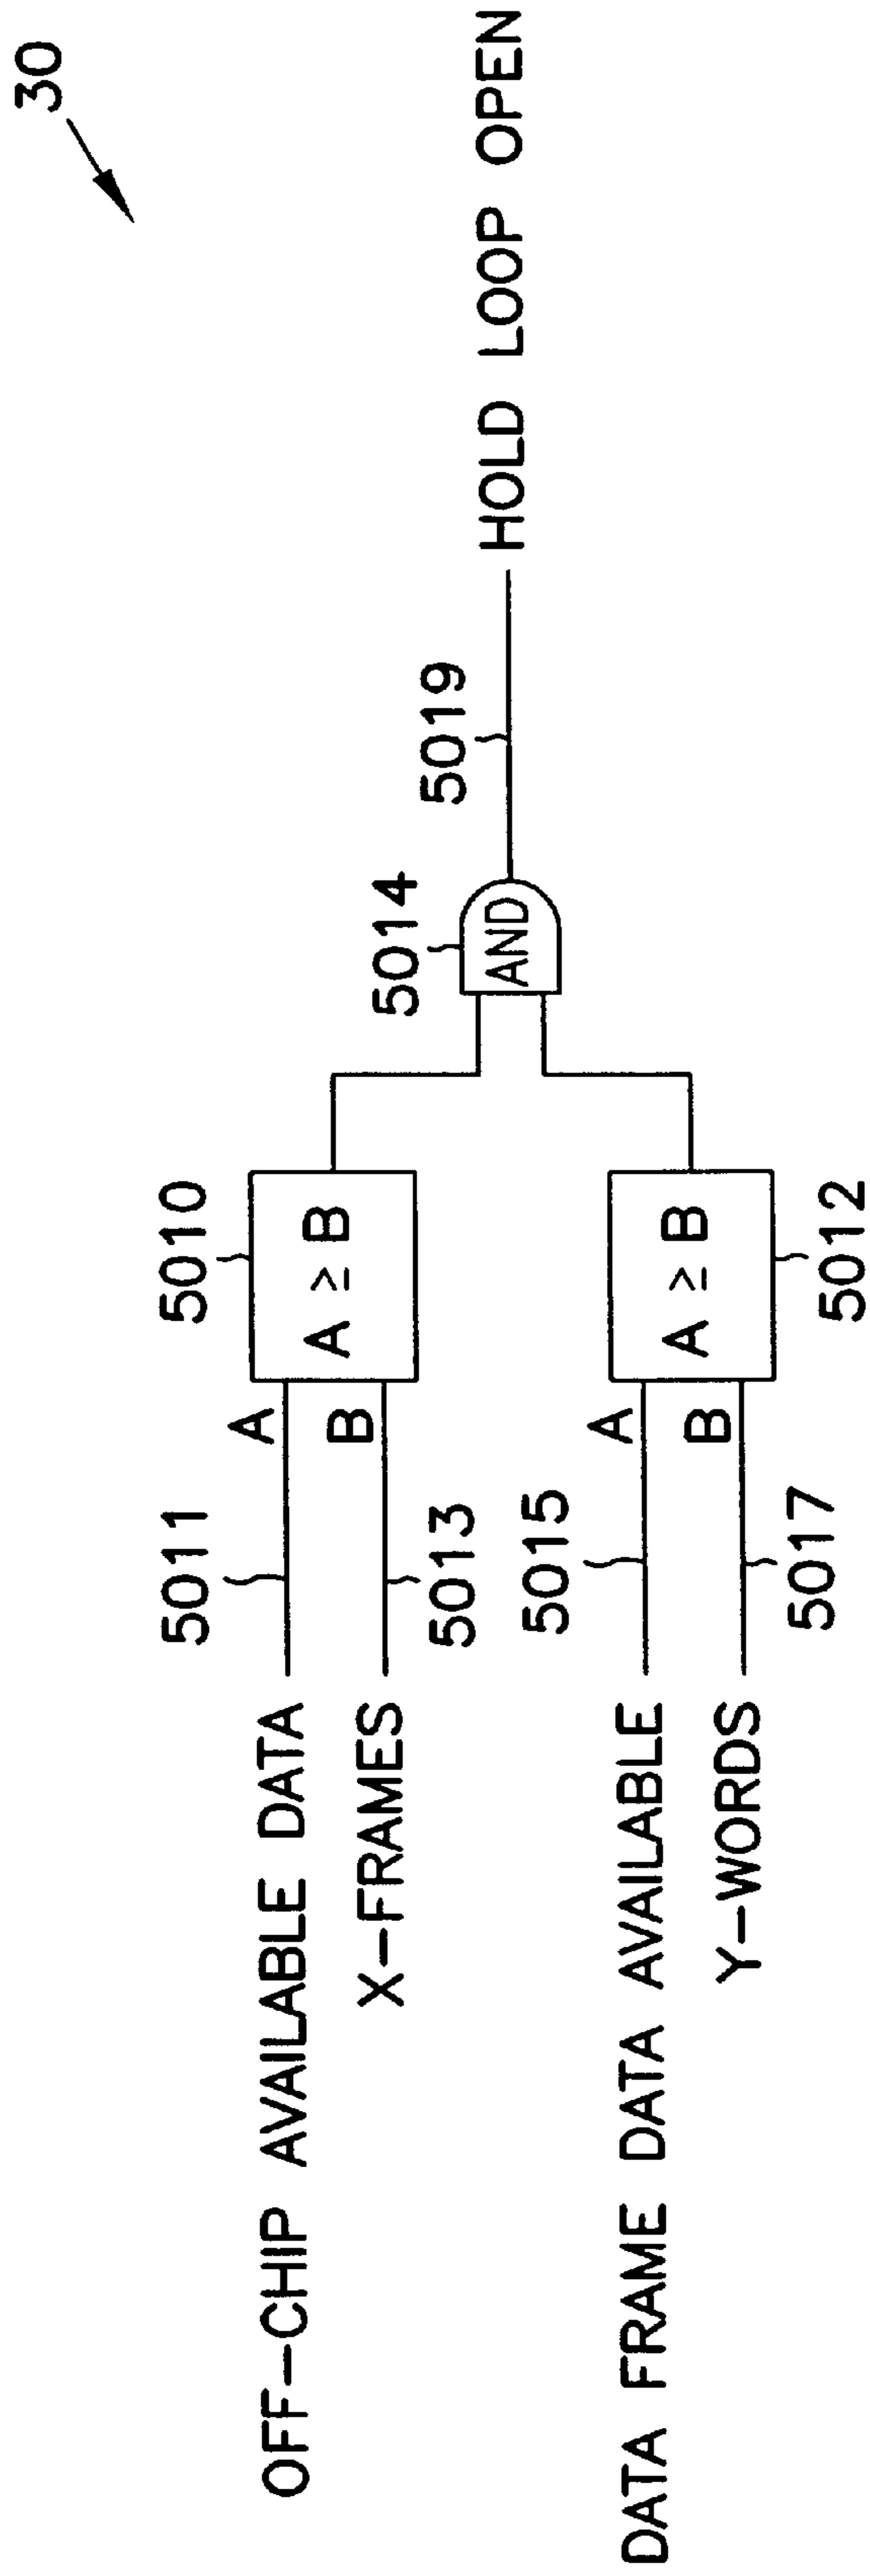 30
OFF-CHIP AVAILABLE DATA
5011
A
5010
X-FRAMES
5013
B
A ≥ B
5014
AND
5019
HOLD LOOP OPEN
DATA FRAME DATA AVAILABLE
5015
A
A ≥ B
Y-WORDS
5017
B
5012